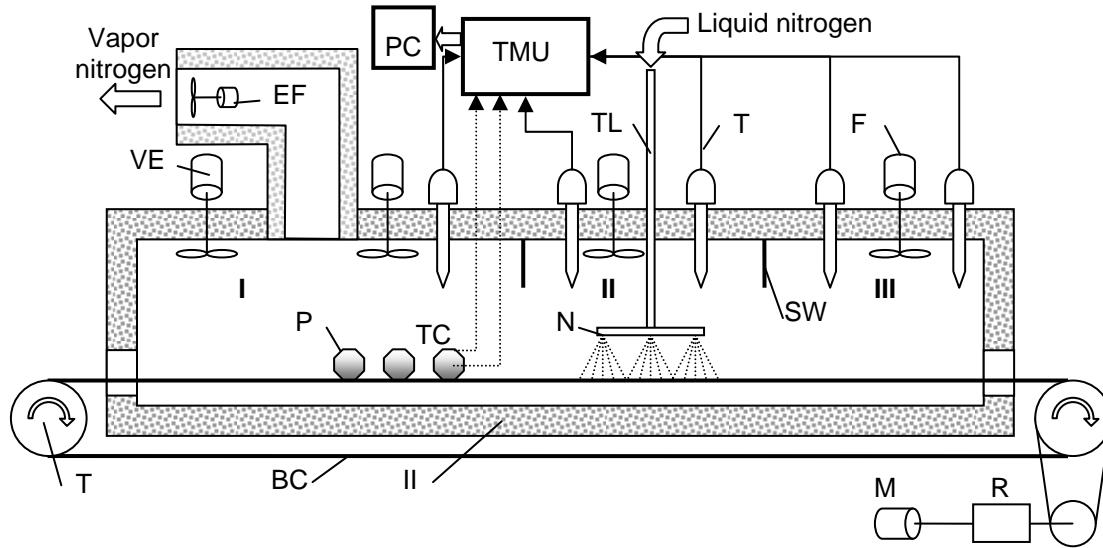 Vapor
nitrogen
PC
TMU
Liquid nitrogen
EF
VE
TL
T
F
I
II
III
P
TC
N
SW
T
BC
II
M
R